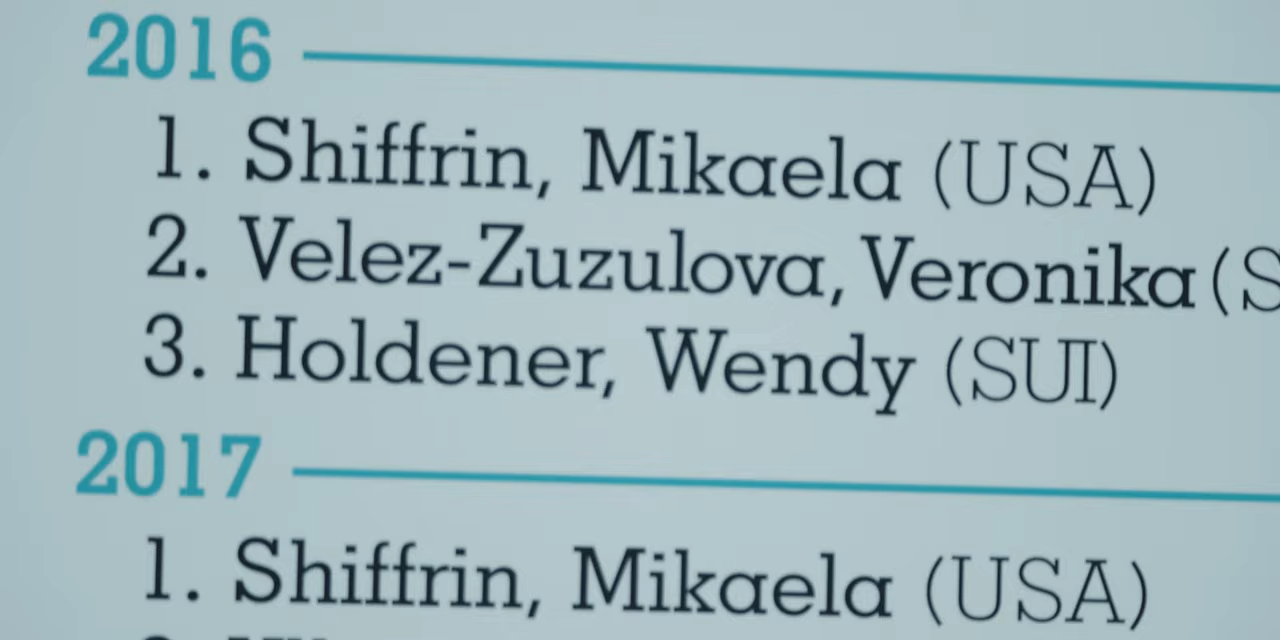 2016
1. Shiffrin, Mikaela (USA)
2. Velez-Zuzulova, Veronika (S
3. Holdener, Wendy (SUI)
2017
1. Shiffrin, Mikaela (USA)